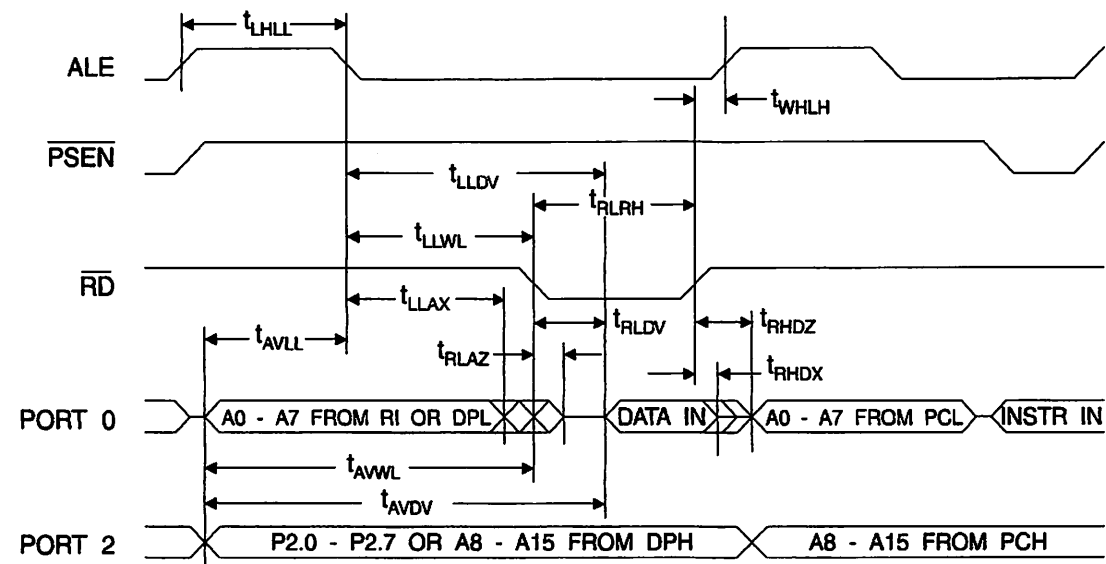 tLHLL
ALE
tWHLH
PSEN
tLLDV
tRLRH
tLLWL
RD
tLLAX
tRLDV
tRHDZ
tAVLL
tRLAZ
tRHDX
PORT 0
A0 - A7 FROM RI OR DPL
DATA IN
A0 - A7 FROM PCL
INSTR IN
tAVWL
tAVDV
PORT 2
P2.0 - P2.7 OR A8 - A15 FROM DPH
A8 - A15 FROM PCH